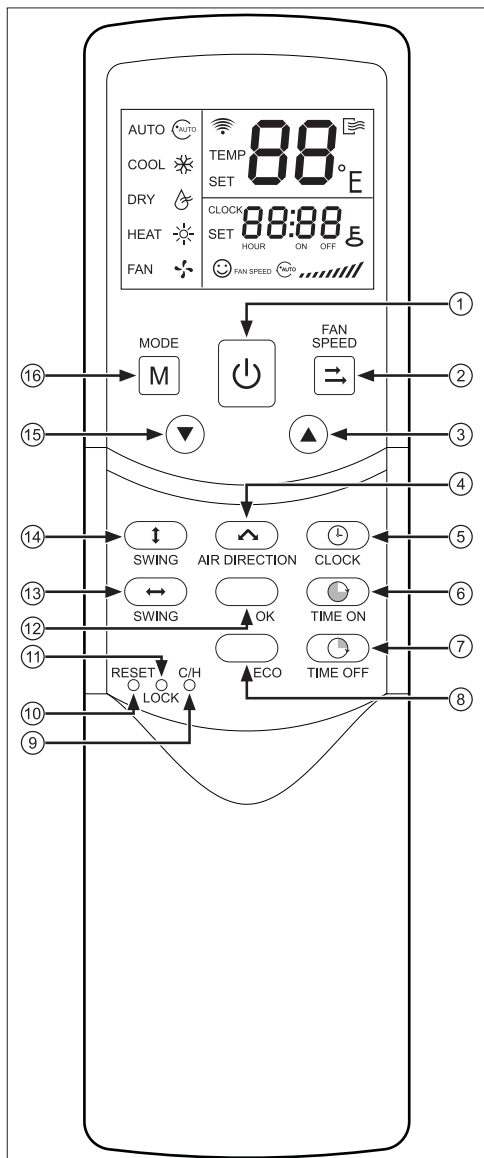 AUTO AUTO
COOL
DRY
HEAT
FAN
TEMP
SET
88°E
CLOCK
SET
88:88
HOUR ON OFF
FAN SPEED AUTO
1
MODE
FAN
SPEED
16
M
2
15
3
4
14
5
SWING
AIR DIRECTION
CLOCK
13
6
SWING
12
OK
TIME ON
11
7
RESET
C/H
ECO
TIME OFF
LOCK
8
10
9